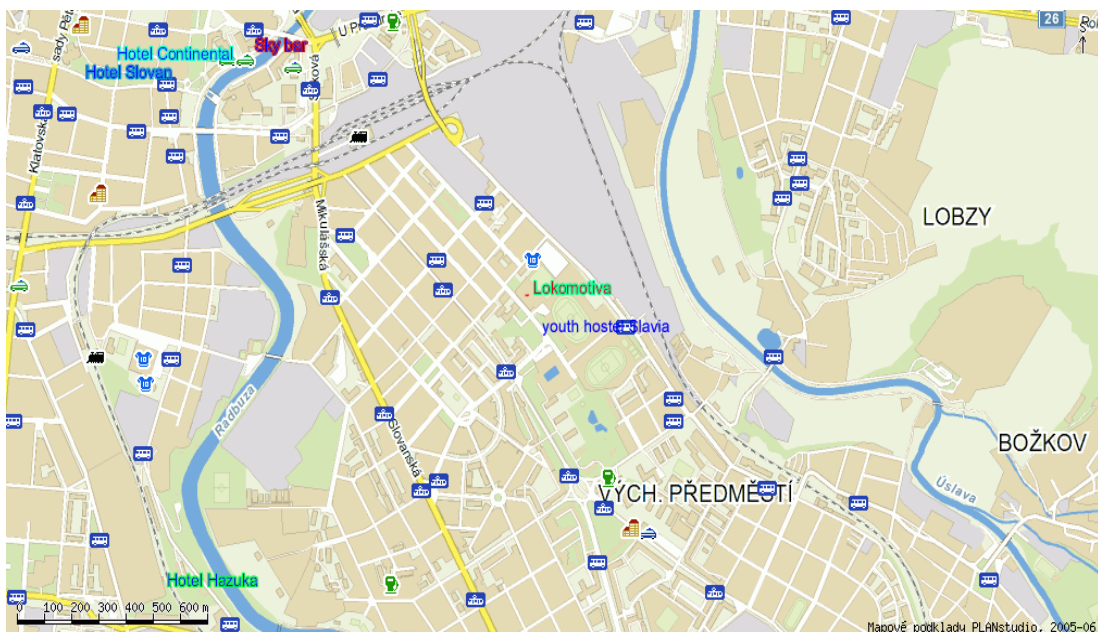 26
sady Pět
U Pr
Hotel Continental
Sky bar
Hotel Slovan
Klatovská
Mikulášská
LOBZY
Lokomotiva
youth hostel Slavia
Radbuza
Slovanská
BOŽKOV
VÝCH. PŘEDMĚSTÍ
Úslava
Hotel Hazuka
0 100 200 300 400 500 600 m
Mapové podklady PLANstudio, 2005-06